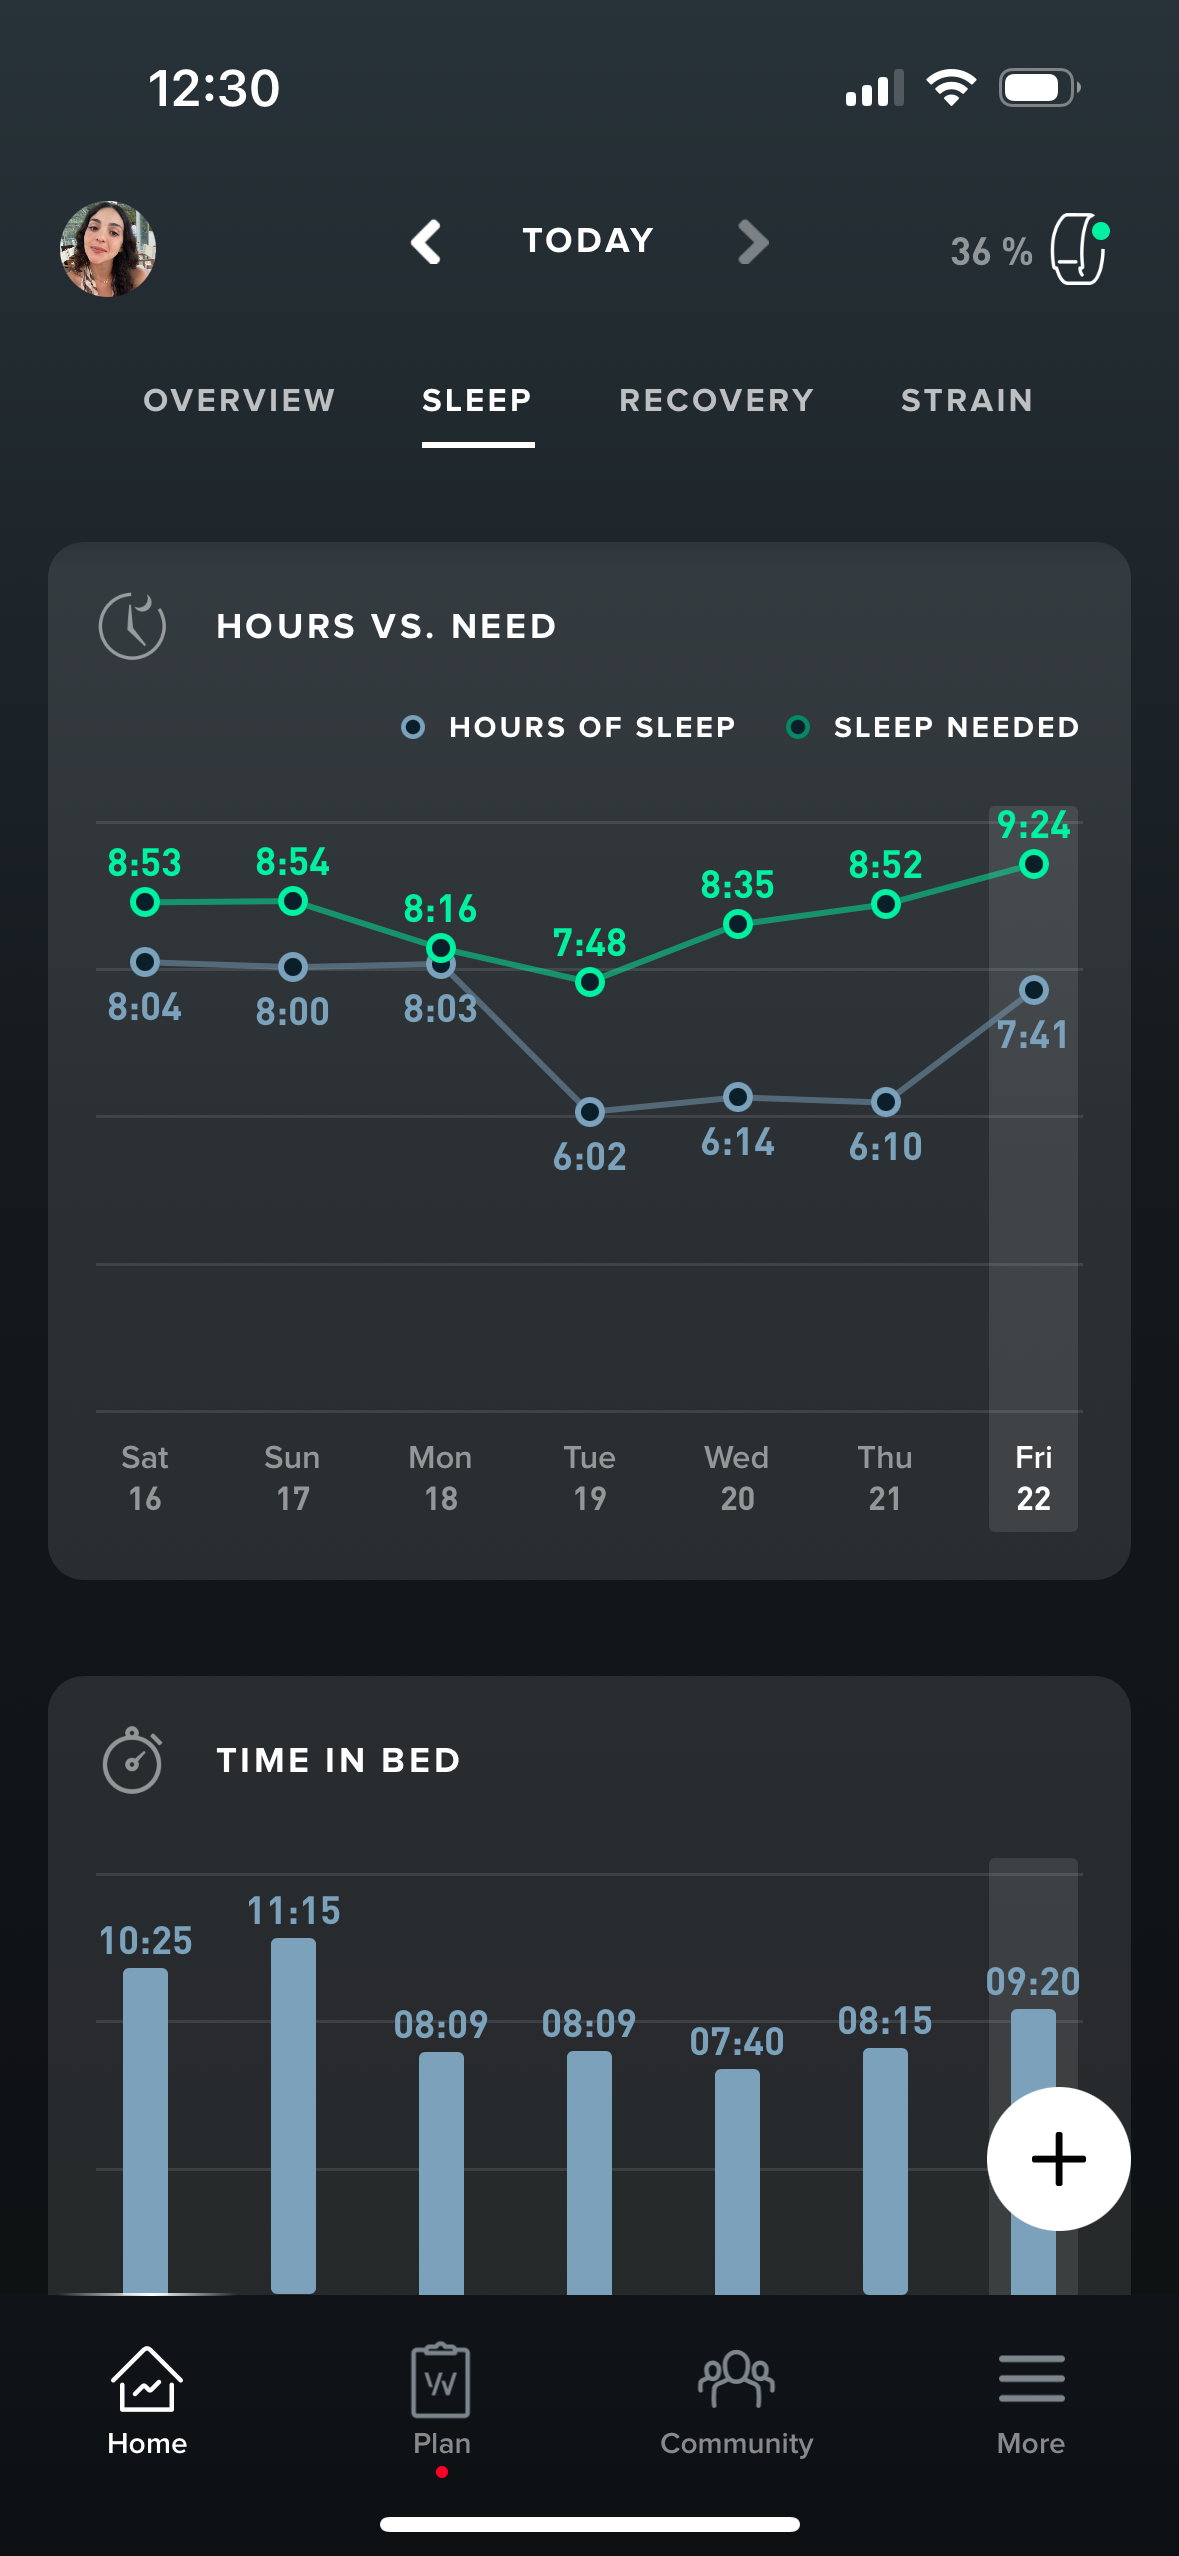 12:30
TODAY
36 %
OVERVIEW SLEEP RECOVERY STRAIN
HOURS VS. NEED
HOURS OF SLEEP SLEEP NEEDED
8:53 8:54 8:16 7:48 8:35 8:52 9:24
8:04 8:00 8:03 6:02 6:14 6:10 7:41
Sat Sun Mon Tue Wed Thu Fri
16 17 18 19 20 21 22
TIME IN BED
10:25 11:15 08:09 08:09 07:40 08:15 09:20
Home Plan Community More